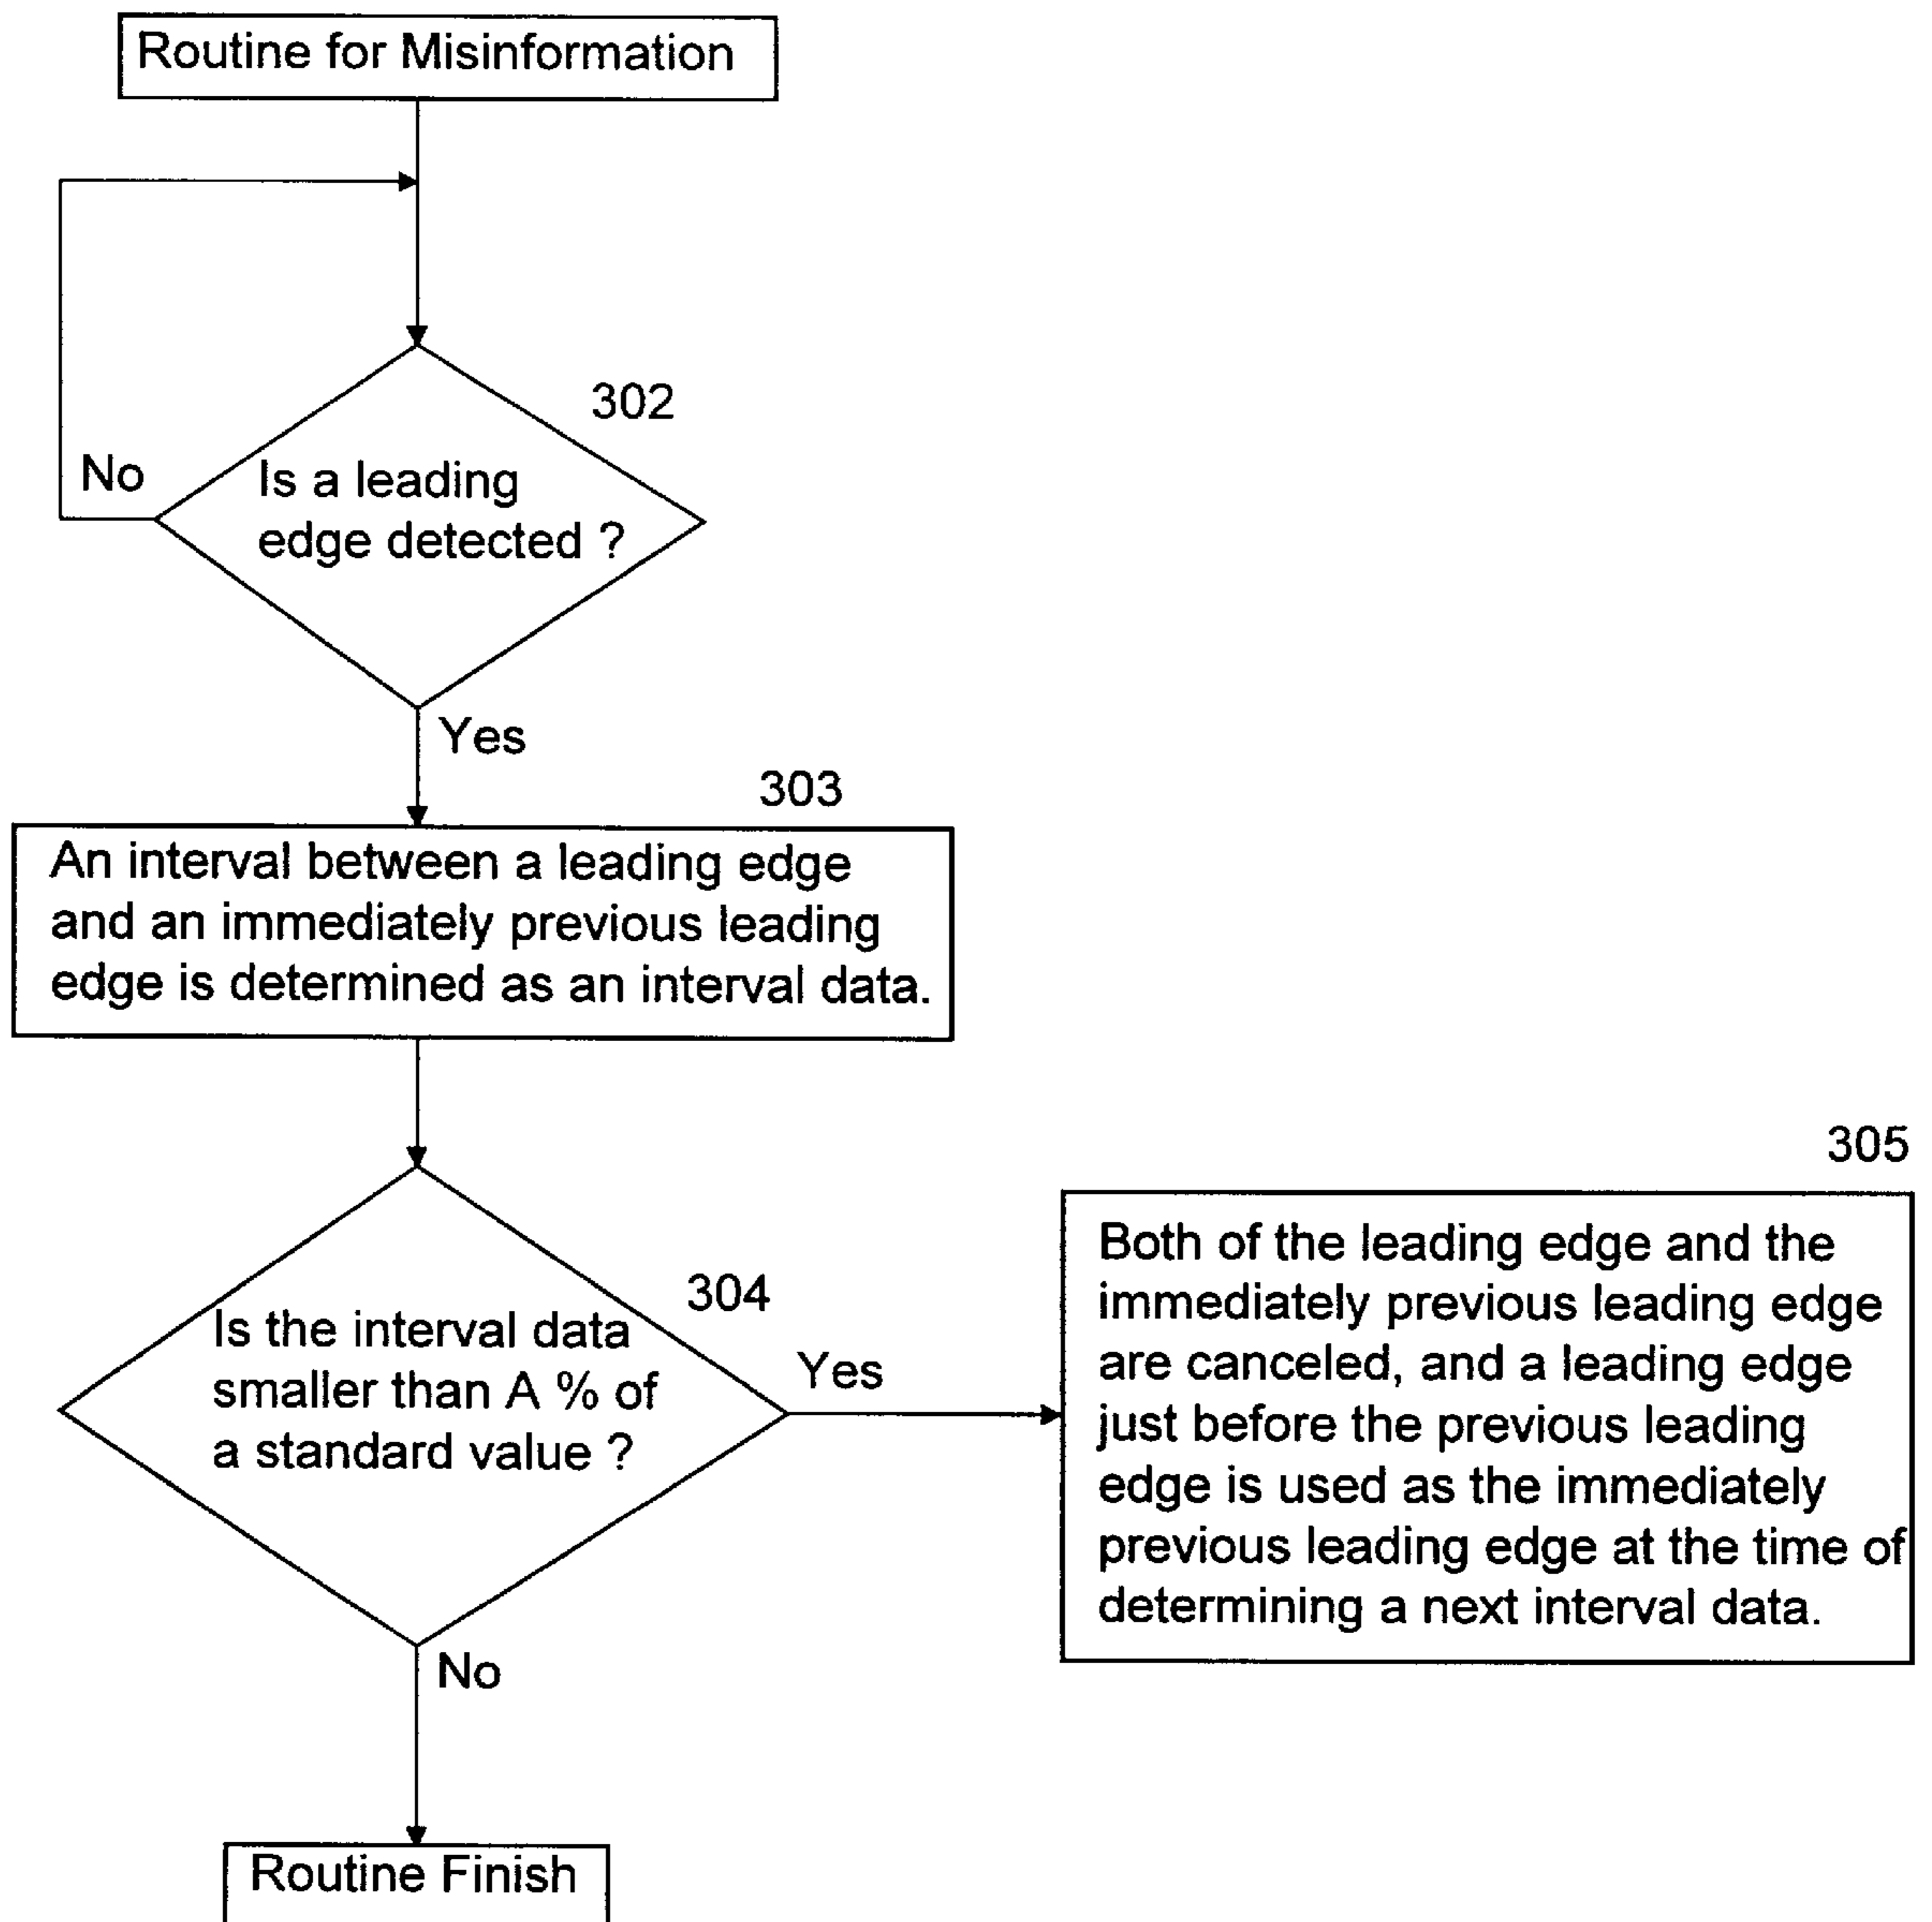 Routine for Misinformation
302
No
Is a leading
edge detected ?
Yes
303
An interval between a leading edge
and an immediately previous leading
edge is determined as an interval data.
304
Is the interval data
smaller than A % of
a standard value ?
Yes
305
Both of the leading edge and the
immediately previous leading edge
are canceled, and a leading edge
just before the previous leading
edge is used as the immediately
previous leading edge at the time of
determining a next interval data.
No
Routine Finish